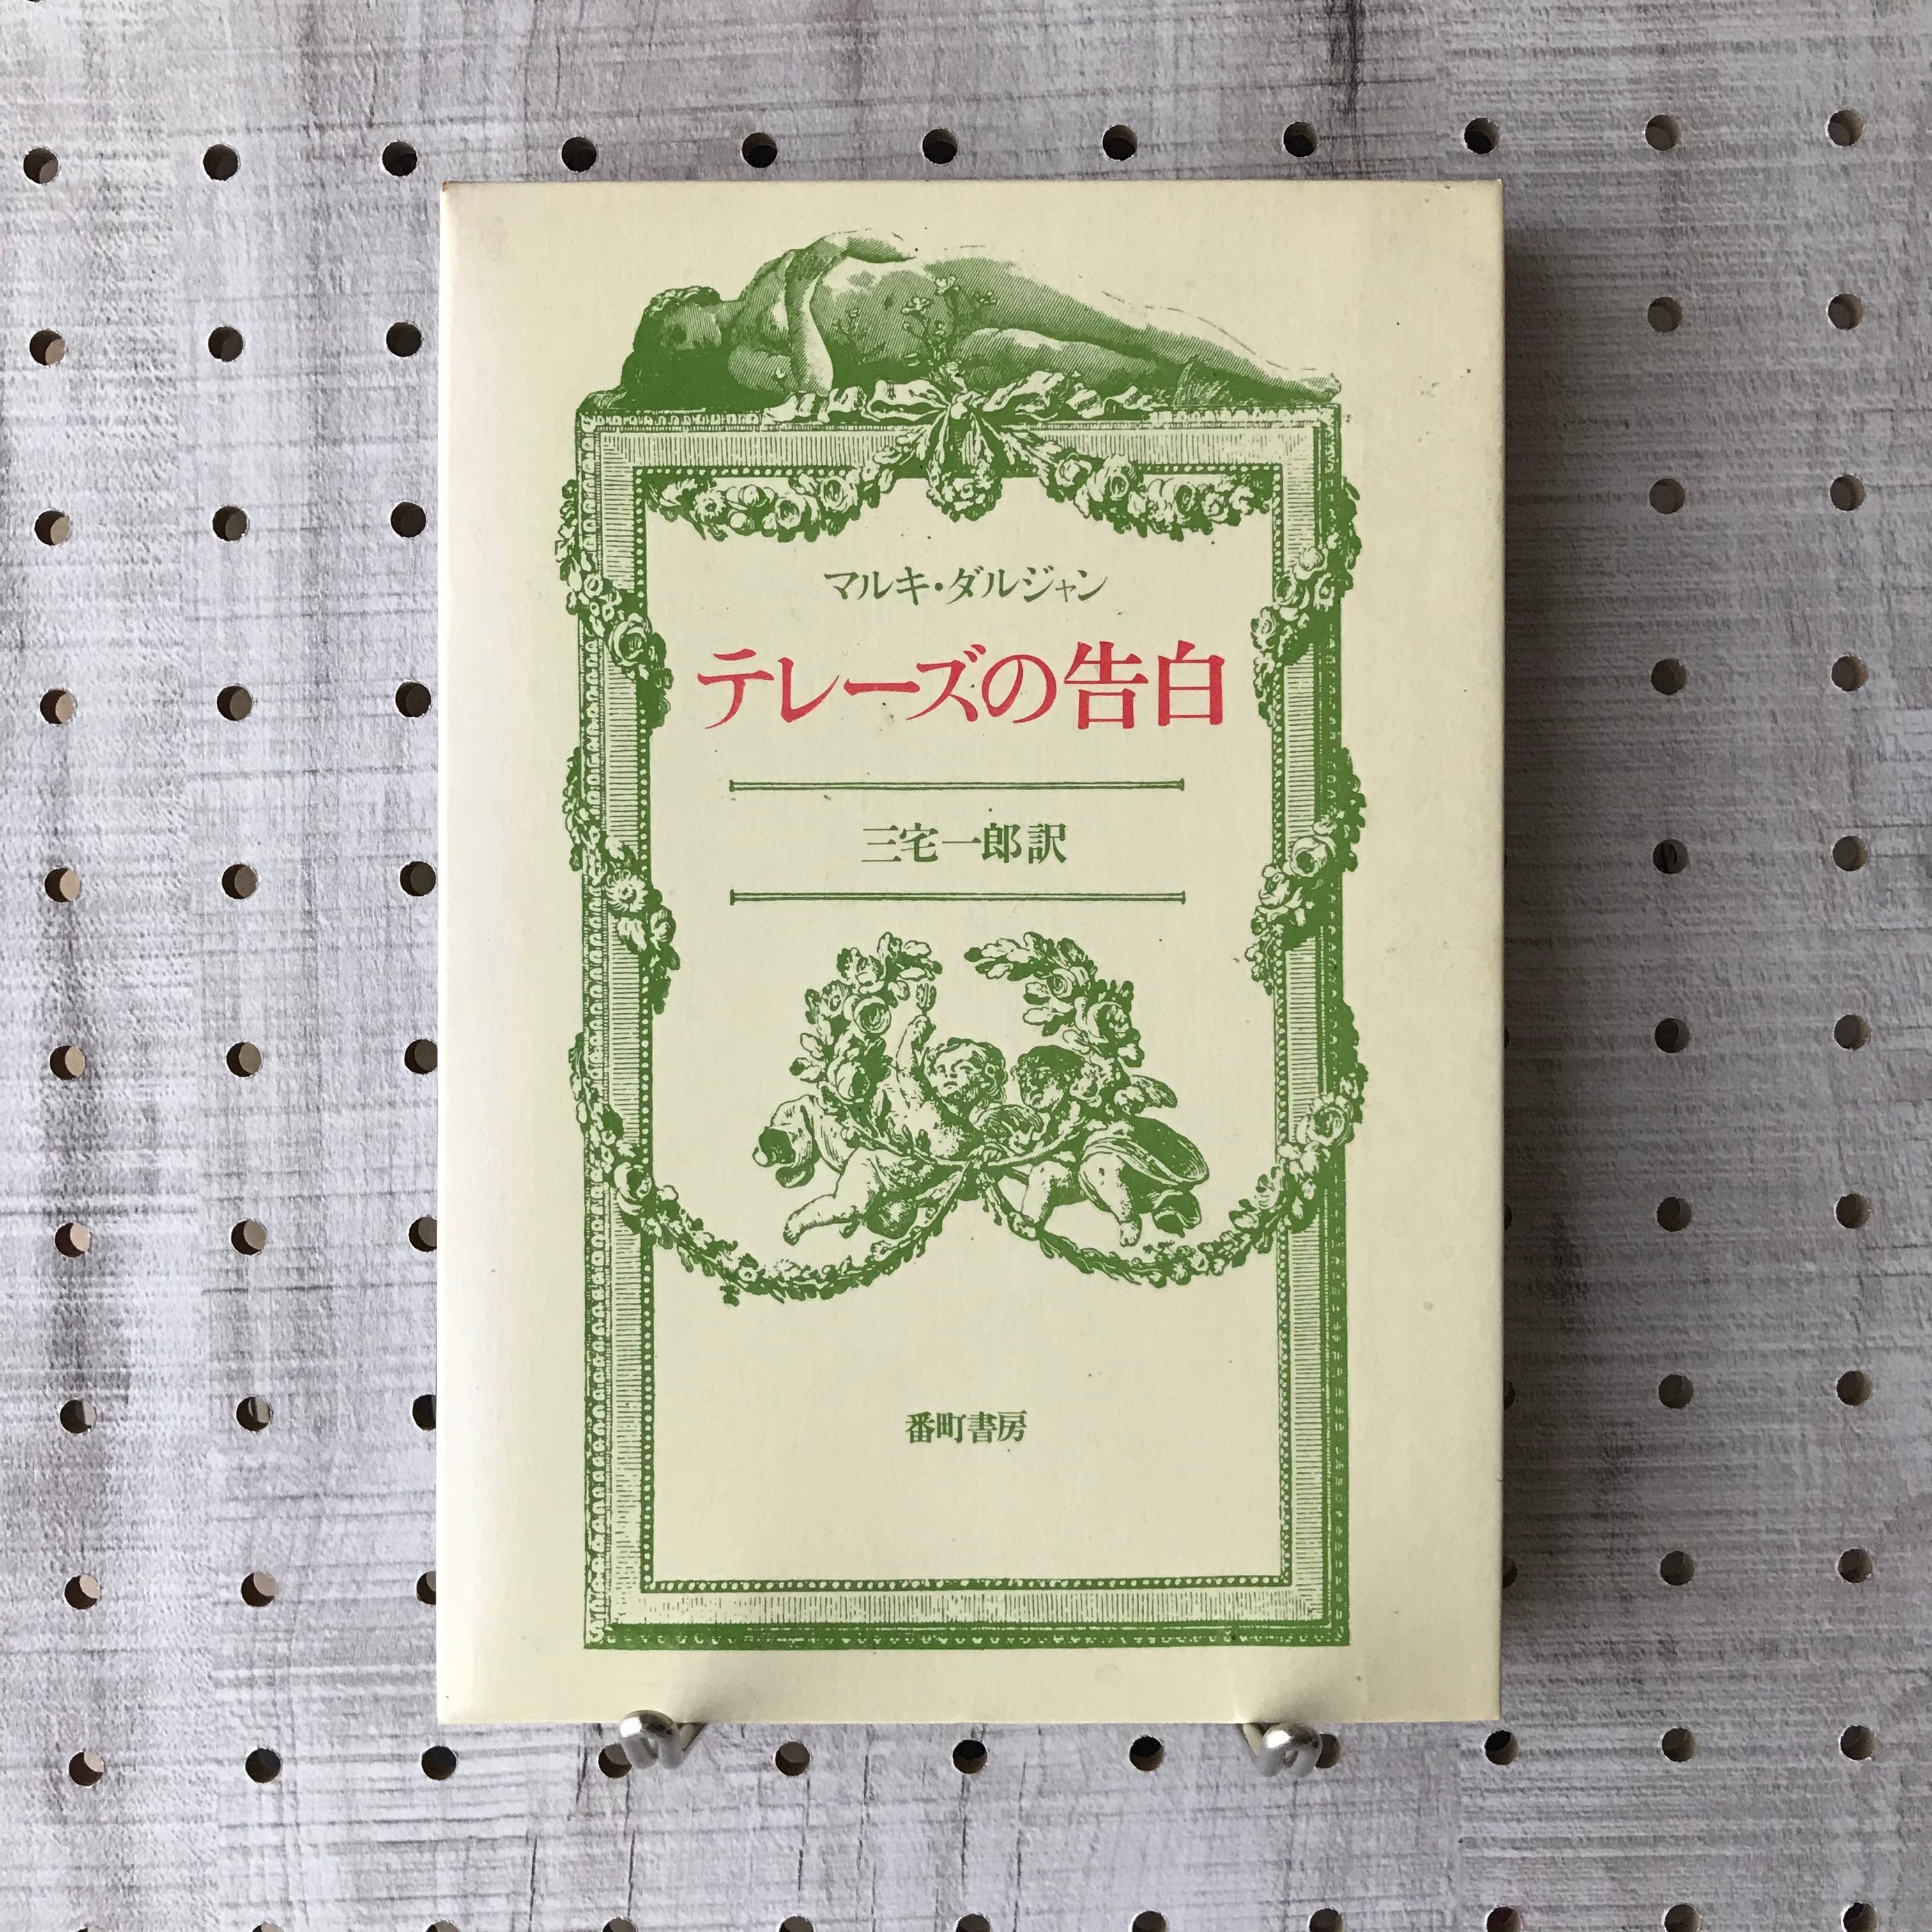 マルキ・ダルジャン
テレーズの告白
三宅一郎訳
番町書房